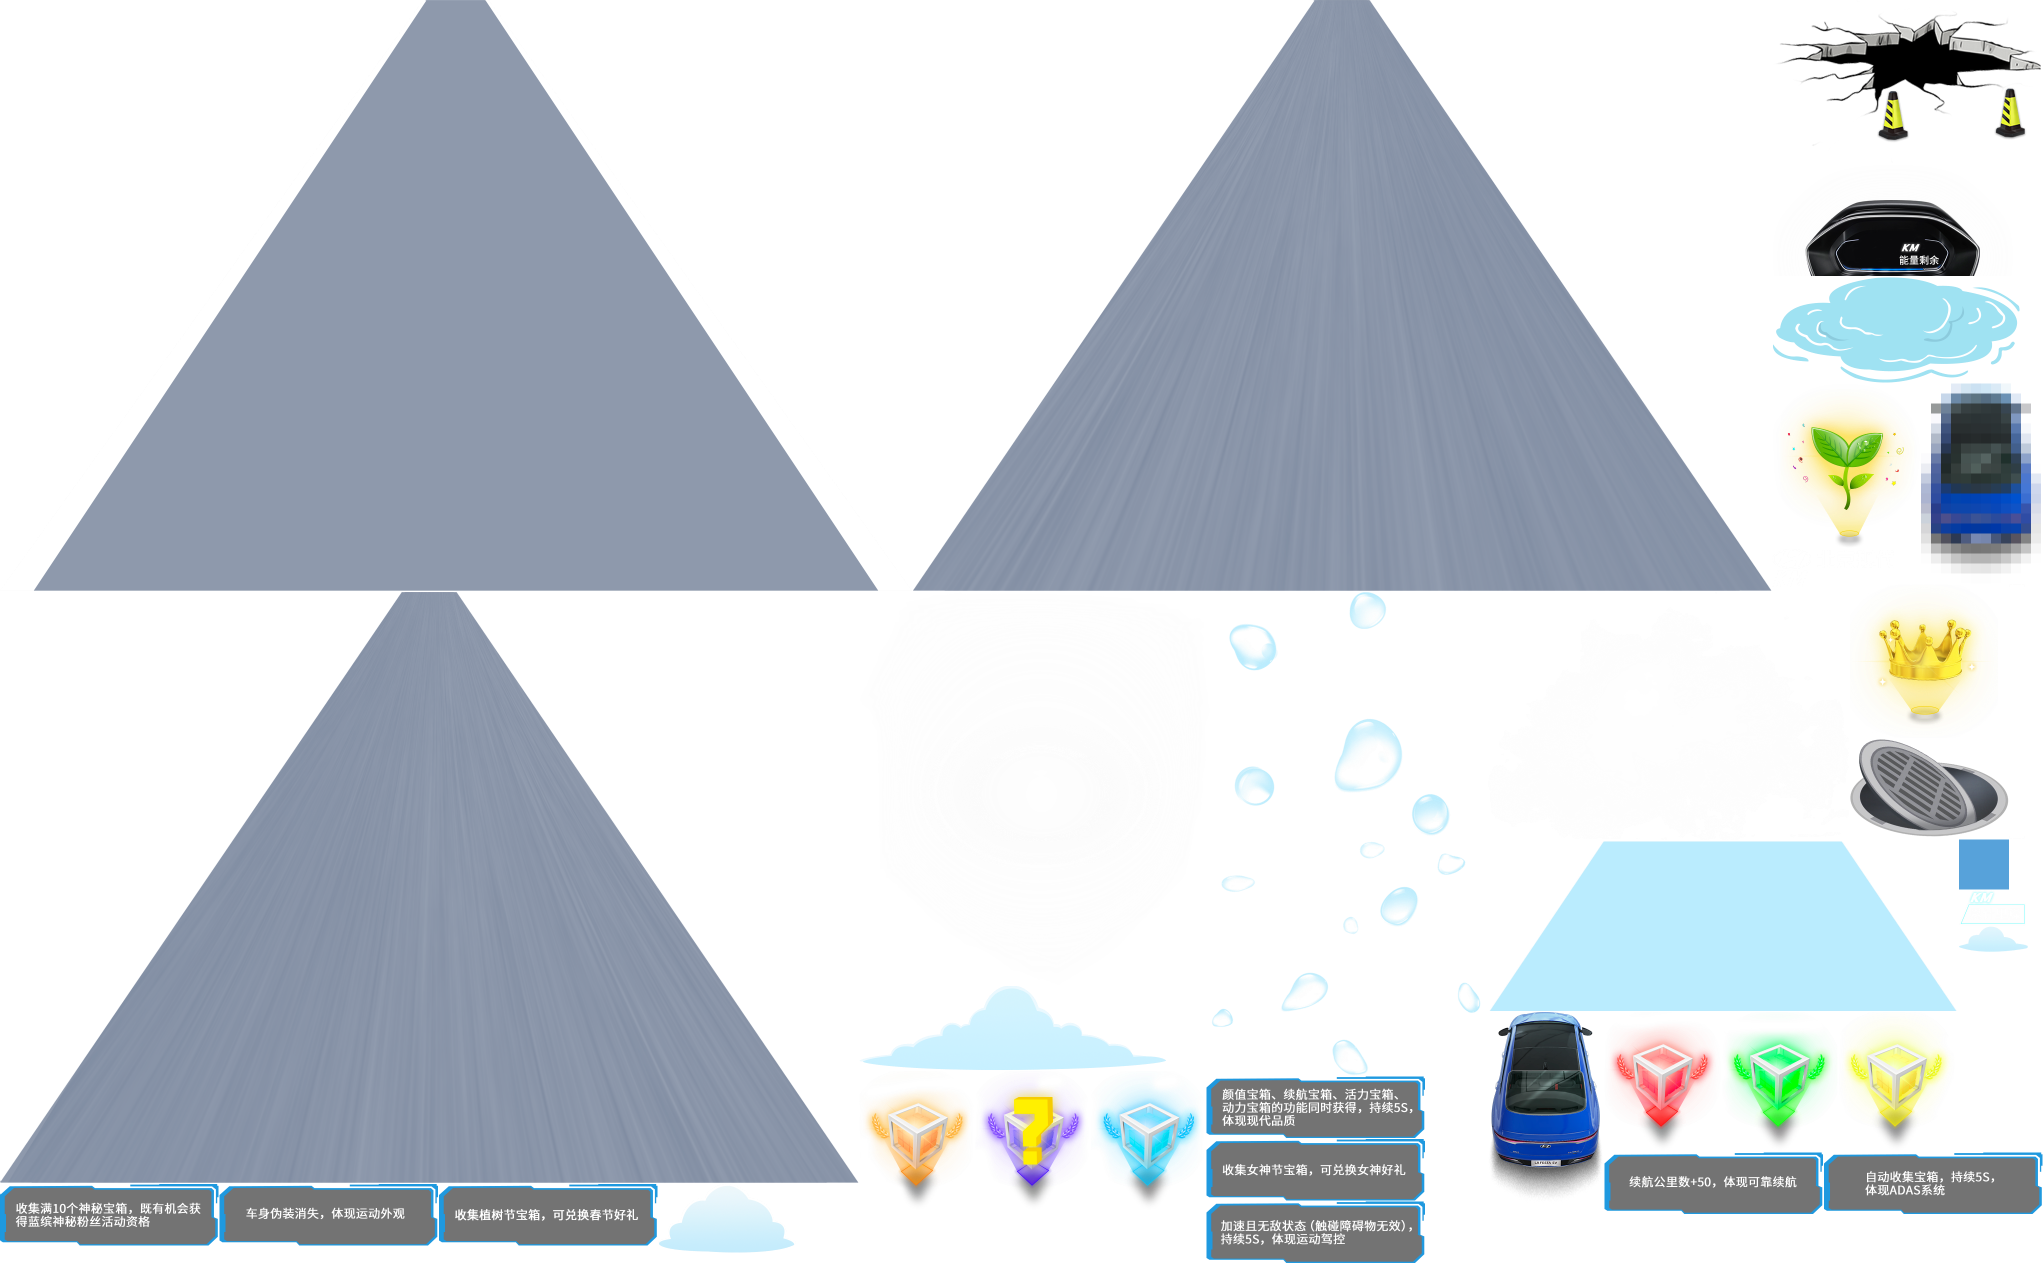 KM
能量剩余
KM
颜值宝箱、续航宝箱、活力宝箱、
动力宝箱的功能同时获得，持续5S，
体现现代品质
收集女神节宝箱，可兑换女神好礼
加速且无敌状态（触碰障碍物无效），
持续5S，体现运动驾控
续航公里数+50，体现可靠续航
自动收集宝箱，持续5S，
体现ADAS系统
收集满10个神秘宝箱，既有机会获
得蓝缤神秘粉丝活动资格
车身伪装消失，体现运动外观
收集植树节宝箱，可兑换春节好礼
?